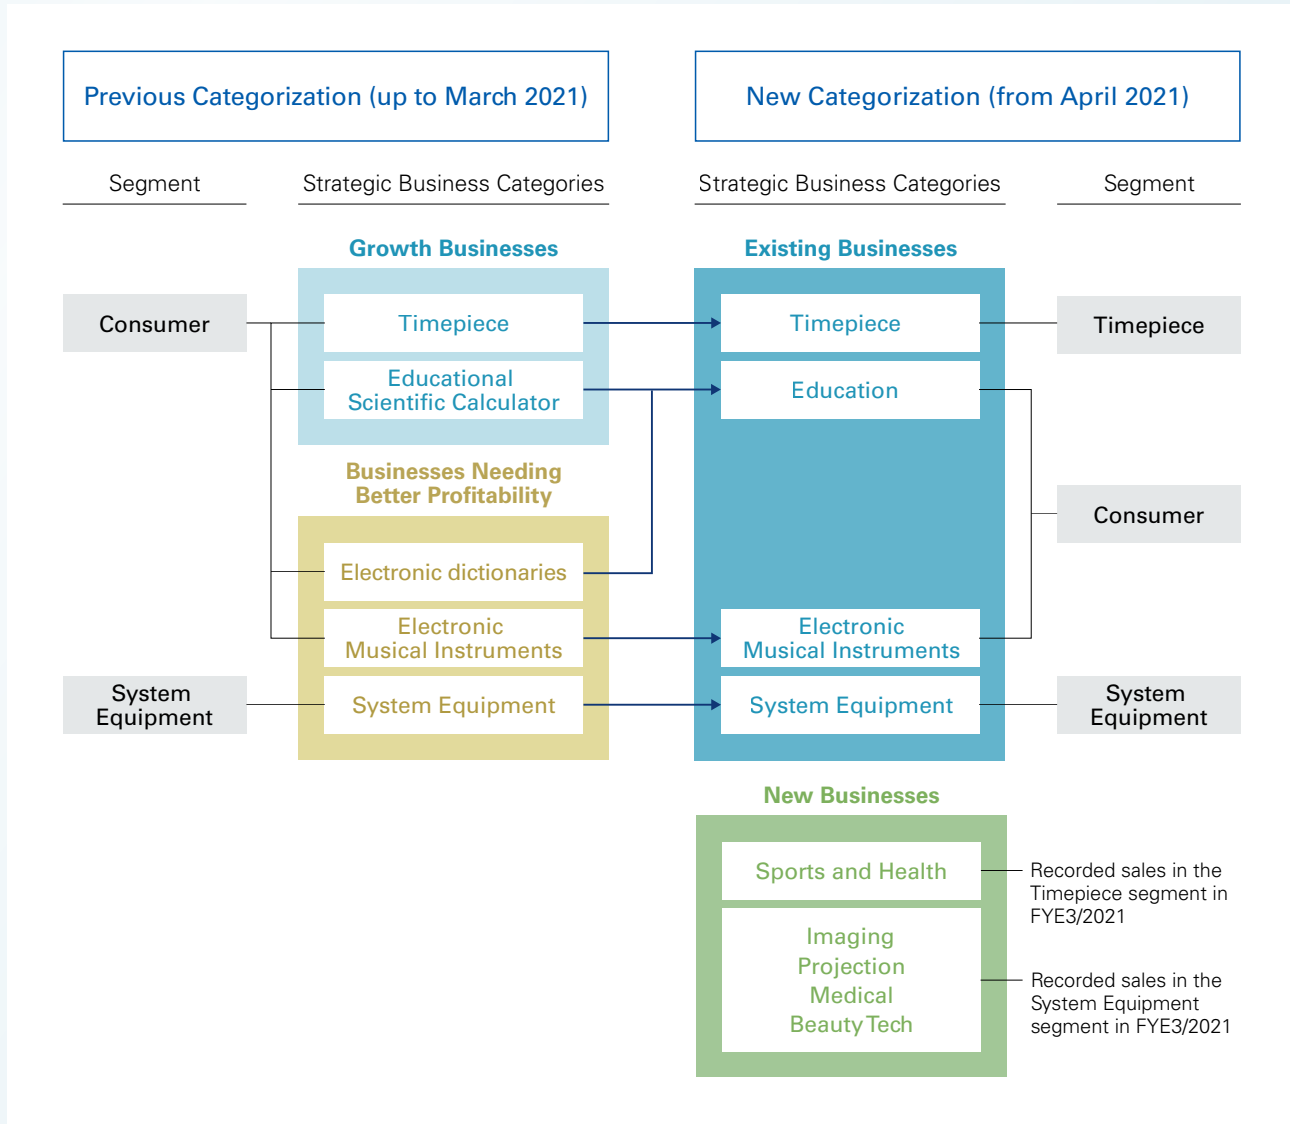 Previous Categorization (up to March 2021)
New Categorization (from April 2021)
Segment
Strategic Business Categories
Strategic Business Categories
Segment
Growth Businesses
Existing Businesses
Consumer
Timepiece
Timepiece
Timepiece
Educational
Scientific Calculator
Education
Businesses Needing
Better Profitability
Consumer
Electronic dictionaries
Electronic
Musical Instruments
Electronic
Musical Instruments
System
Equipment
System Equipment
System Equipment
System
Equipment
New Businesses
Sports and Health
Recorded sales in the
Timepiece segment in
FYE3/2021
Imaging
Projection
Medical
Beauty Tech
Recorded sales in the
System Equipment
segment in FYE3/2021